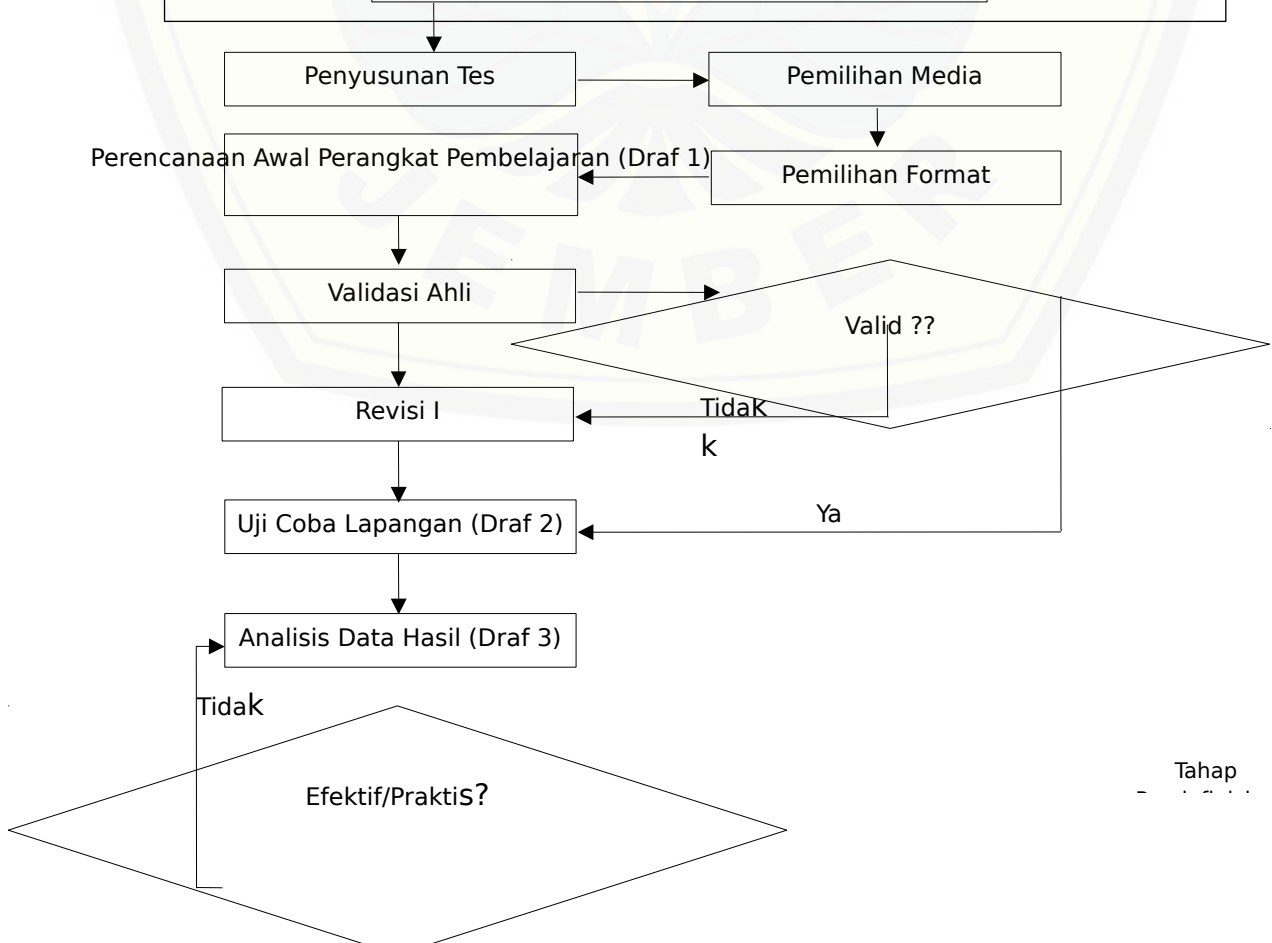 Penyusunan Tes
Pemilihan Media
Perencanaan Awal Perangkat Pembelajaran (Draf 1)
Pemilihan Format
JEMBER
Validasi Ahli
Valid ??
Revisi I
Tidak
k
Uji Coba Lapangan (Draf 2)
Ya
Analisis Data Hasil (Draf 3)
Tidak
Efektif/Praktis?
Tahap